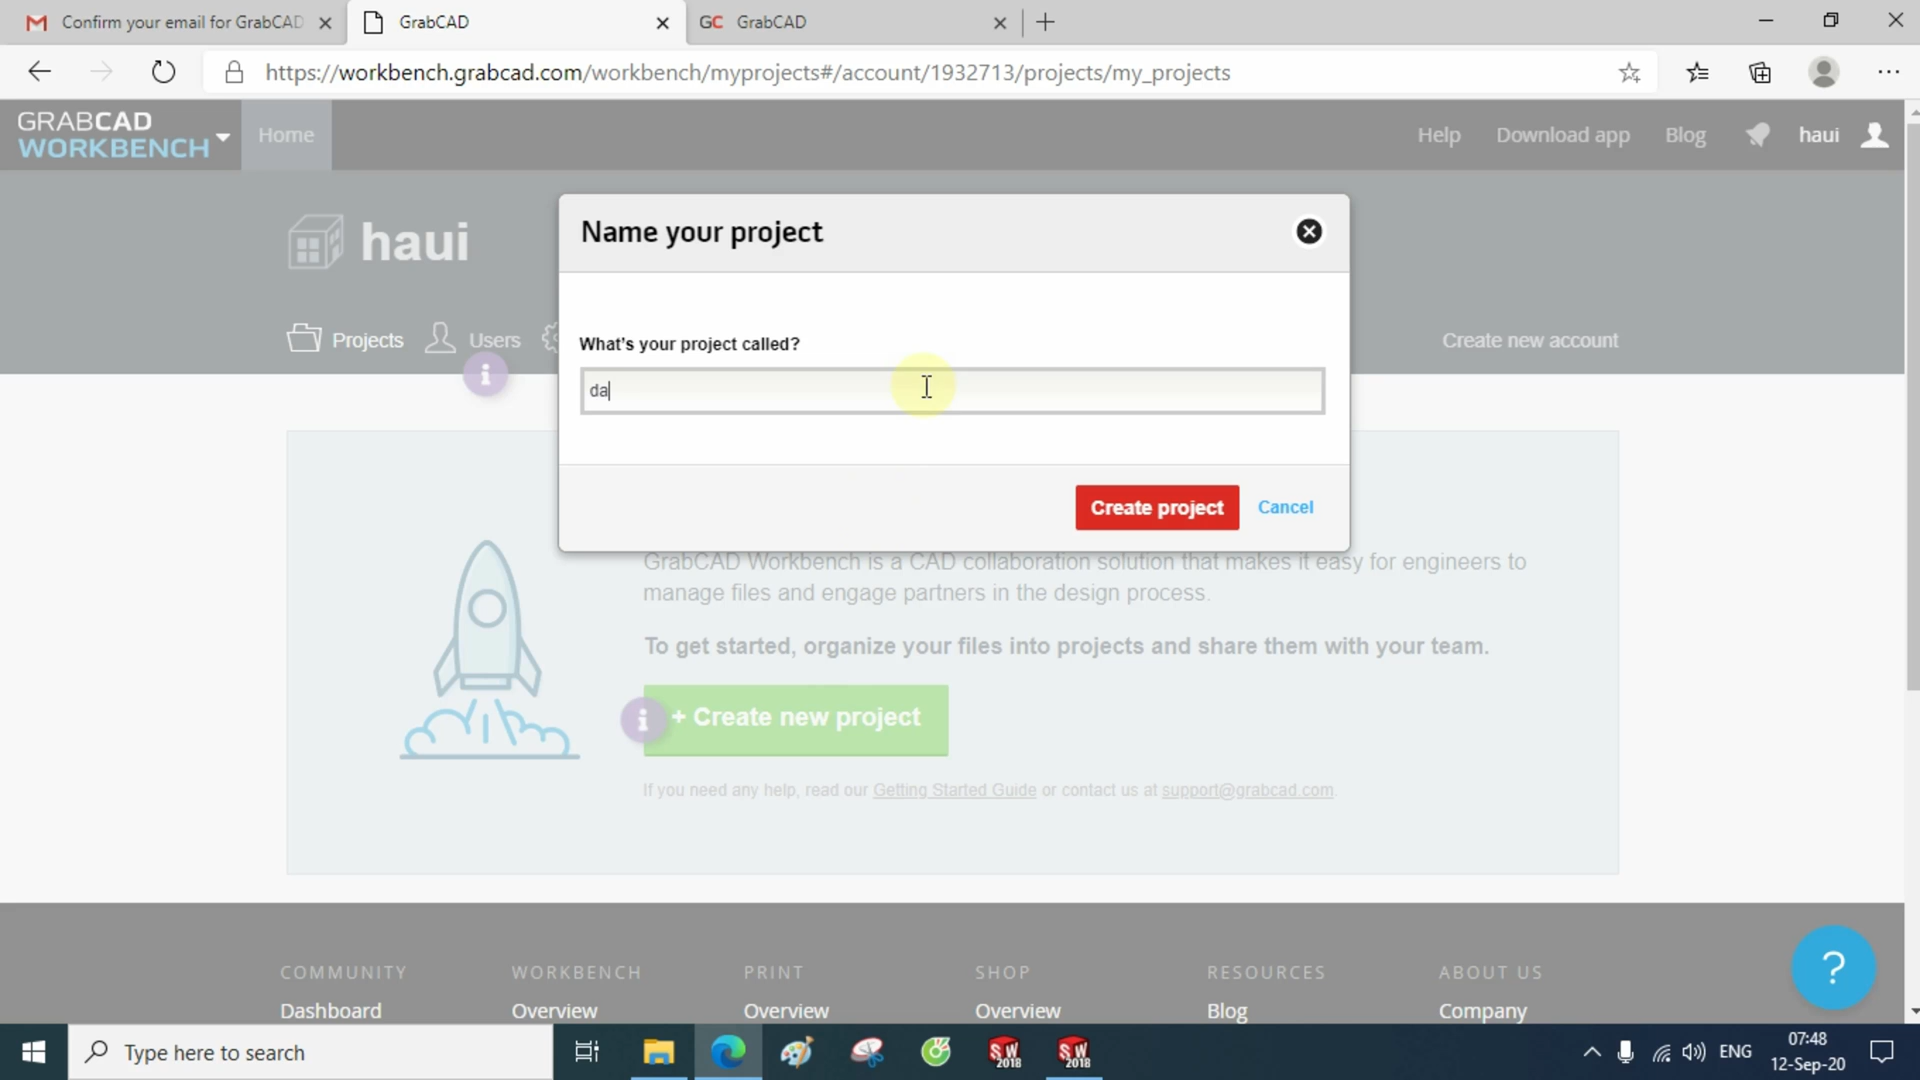 Confirm your email for GrabCAD
GrabCAD
GC GrabCAD
https://workbench.grabcad.com/workbench/myprojects#/account/1932713/projects/my_projects
GRABCAD
WORKBENCH
Home
Help
Download app
Blog
haui
haui
Projects
Users
Create new account
Name your project
What's your project called?
da
Create project
Cancel
GrabCAD Workbench is a CAD collaboration solution that makes it easy for engineers to
manage files and engage partners in the design process.
To get started, organize your files into projects and share them with your team.
+ Create new project
If you need any help, read our Getting Started Guide or contact us at support@grabcad.com.
COMMUNITY
WORKBENCH
PRINT
SHOP
RESOURCES
ABOUT US
Dashboard
Overview
Overview
Overview
Blog
Company
?
Type here to search
SW 2018
SW 2018
ENG
07:48
12-Sep-20